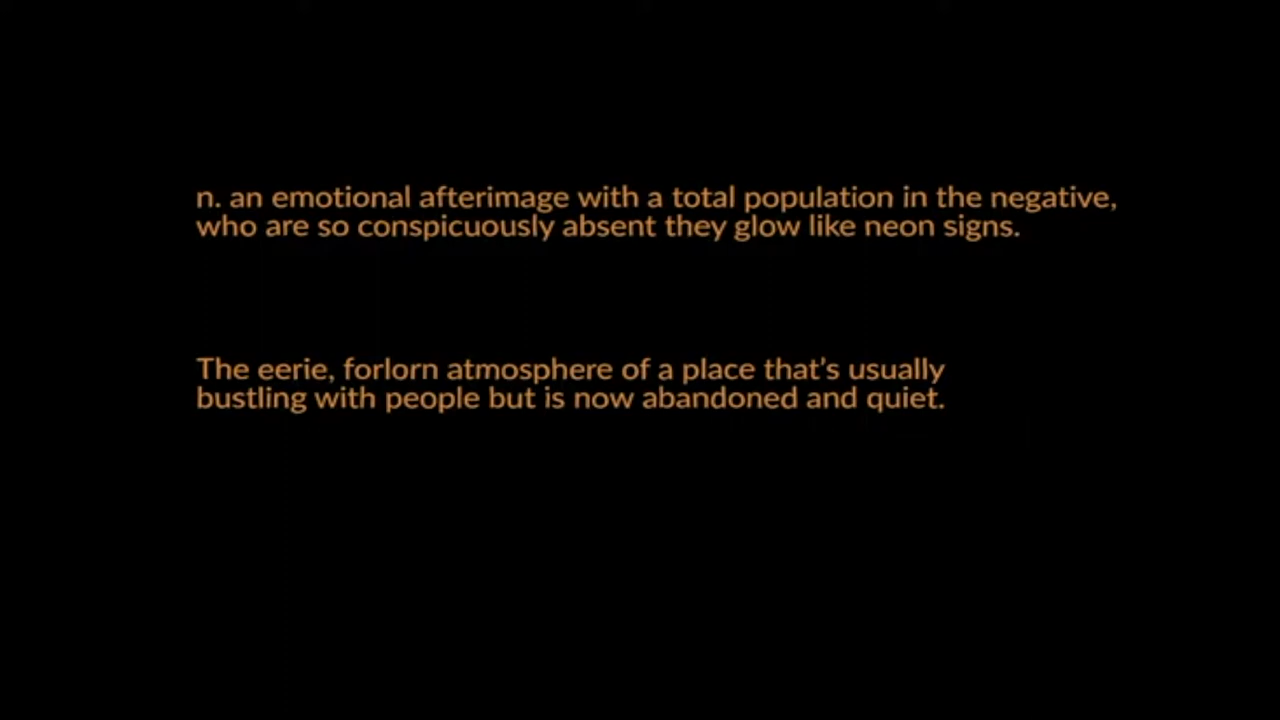 n. an emotional afterimage with a total population in the negative,
who are so conspicuously absent they glow like neon signs.
The eerie, forlorn atmosphere of a place that's usually
bustling with people but is now abandoned and quiet.